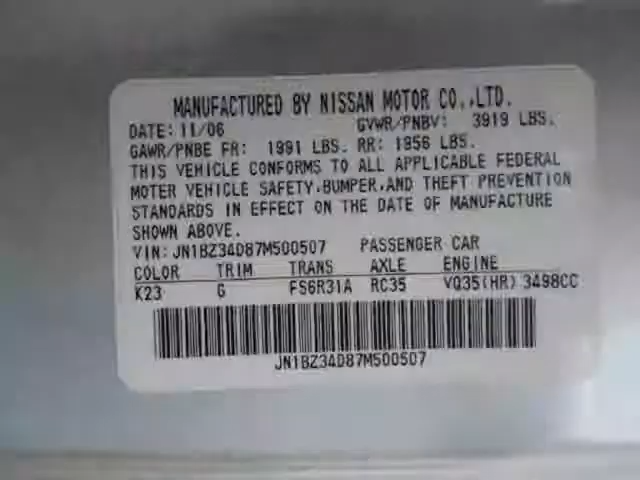 MANUFACTURED BY NISSAN MOTOR CO.,LTD.
DATE: 11/06 GVWR/PNBV: 3919 LBS.
GAWR/PNBE FR: 1991 LBS. RR: 1956 LBS.
THIS VEHICLE CONFORMS TO ALL APPLICABLE FEDERAL
MOTER VEHICLE SAFETY,BUMPER,AND THEFT PREVENTION
STANDARDS IN EFFECT ON THE DATE OF MANUFACTURE
SHOWN ABOVE.
VIN: JN1BZ34D87M500507 PASSENGER CAR
COLOR TRIM TRANS AXLE ENGINE
K23 G FS6R31A RC35 VQ35(HR) 3498CC
JN1BZ34D87M500507